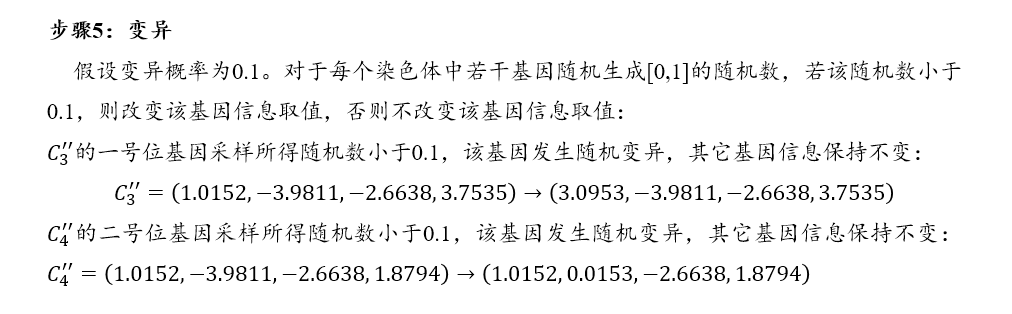 步骤5：变异
假设变异概率为0.1。对于每个染色体中若干基因随机生成[0,1]的随机数，若该随机数小于
0.1，则改变该基因信息取值，否则不改变该基因信息取值：
C₃′′的一号位基因采样所得随机数小于0.1，该基因发生随机变异，其它基因信息保持不变：
C₃′′ = (1.0152, −3.9811, −2.6638, 3.7535) → (3.0953, −3.9811, −2.6638, 3.7535)
C₄′′的二号位基因采样所得随机数小于0.1，该基因发生随机变异，其它基因信息保持不变：
C₄′′ = (1.0152, −3.9811, −2.6638, 1.8794) → (1.0152, 0.0153, −2.6638, 1.8794)